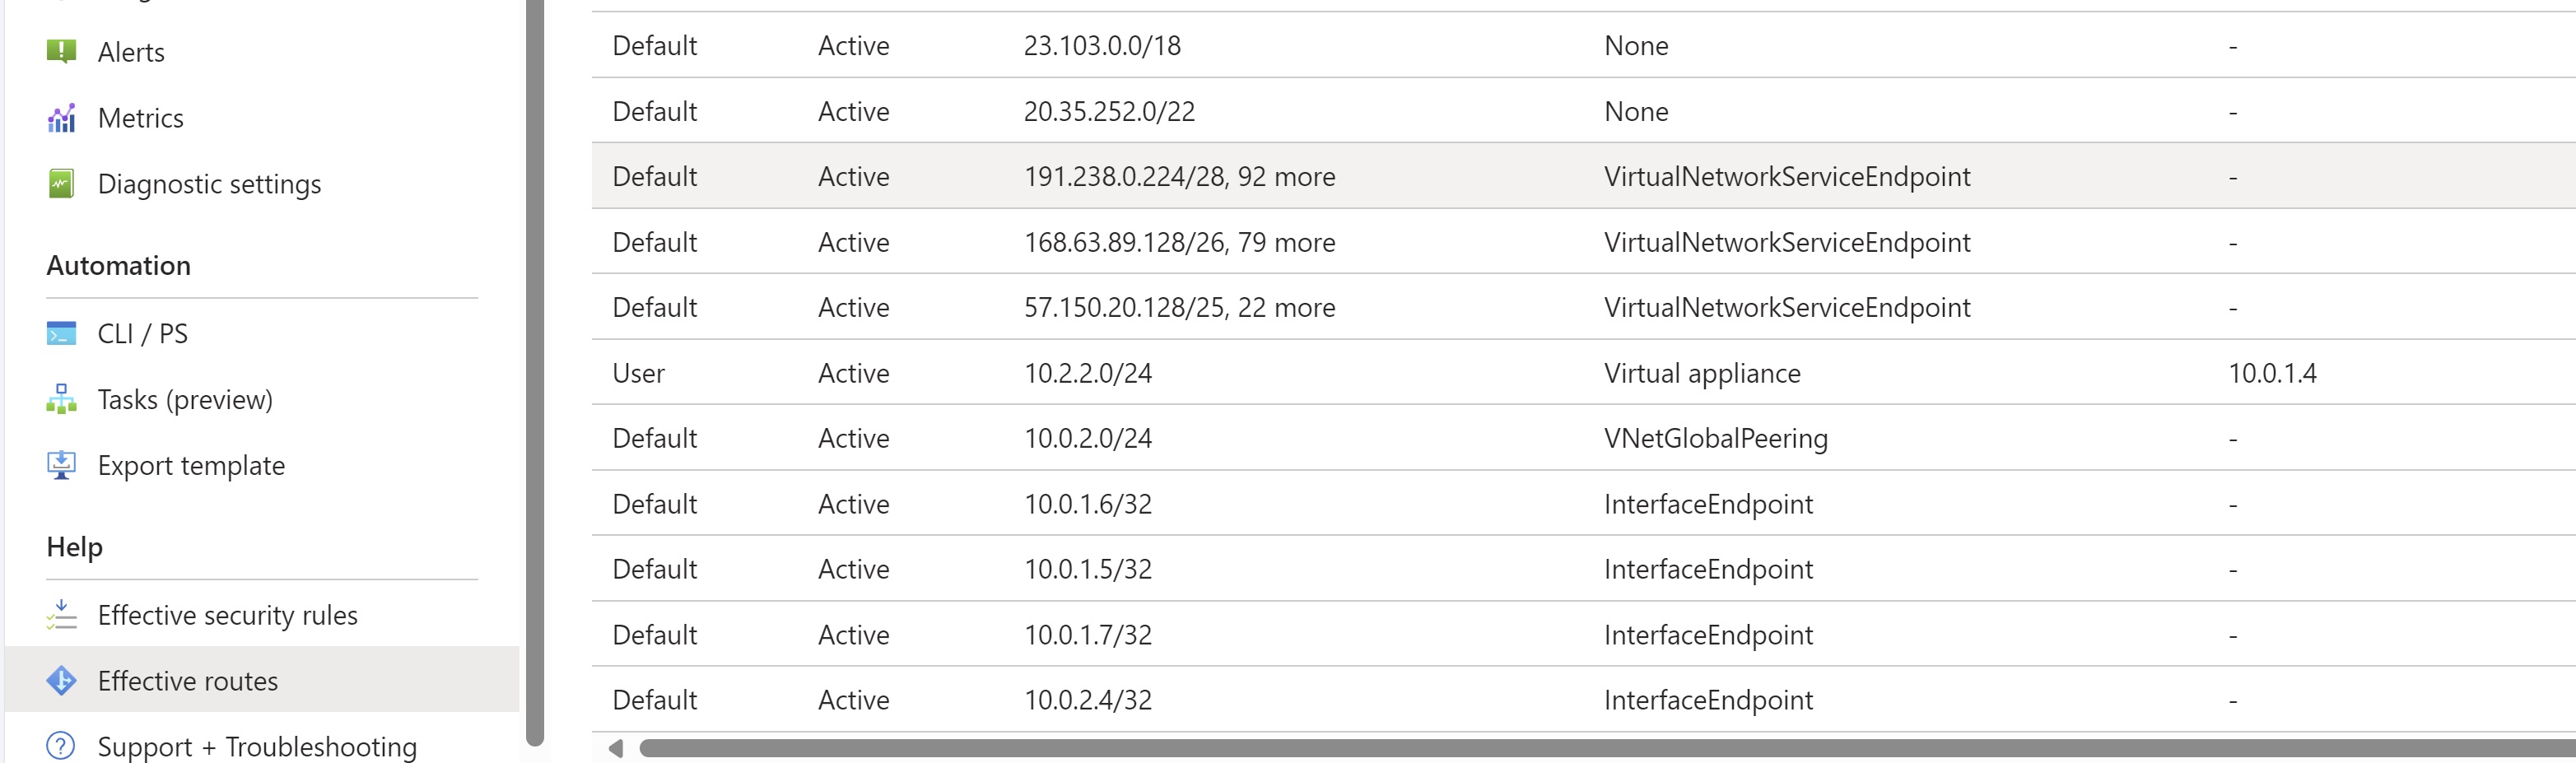 Alerts
Metrics
Diagnostic settings
Automation
CLI / PS
Tasks (preview)
Export template
Help
Effective security rules
Effective routes
Support + Troubleshooting
Default Active 23.103.0.0/18 None -
Default Active 20.35.252.0/22 None -
Default Active 191.238.0.224/28, 92 more VirtualNetworkServiceEndpoint -
Default Active 168.63.89.128/26, 79 more VirtualNetworkServiceEndpoint -
Default Active 57.150.20.128/25, 22 more VirtualNetworkServiceEndpoint -
User Active 10.2.2.0/24 Virtual appliance 10.0.1.4
Default Active 10.0.2.0/24 VNetGlobalPeering -
Default Active 10.0.1.6/32 InterfaceEndpoint -
Default Active 10.0.1.5/32 InterfaceEndpoint -
Default Active 10.0.1.7/32 InterfaceEndpoint -
Default Active 10.0.2.4/32 InterfaceEndpoint -